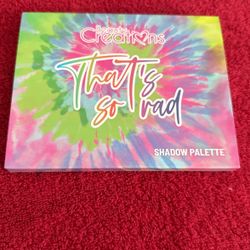 Beauty
Creations
That's
so rad
SHADOW PALETTE